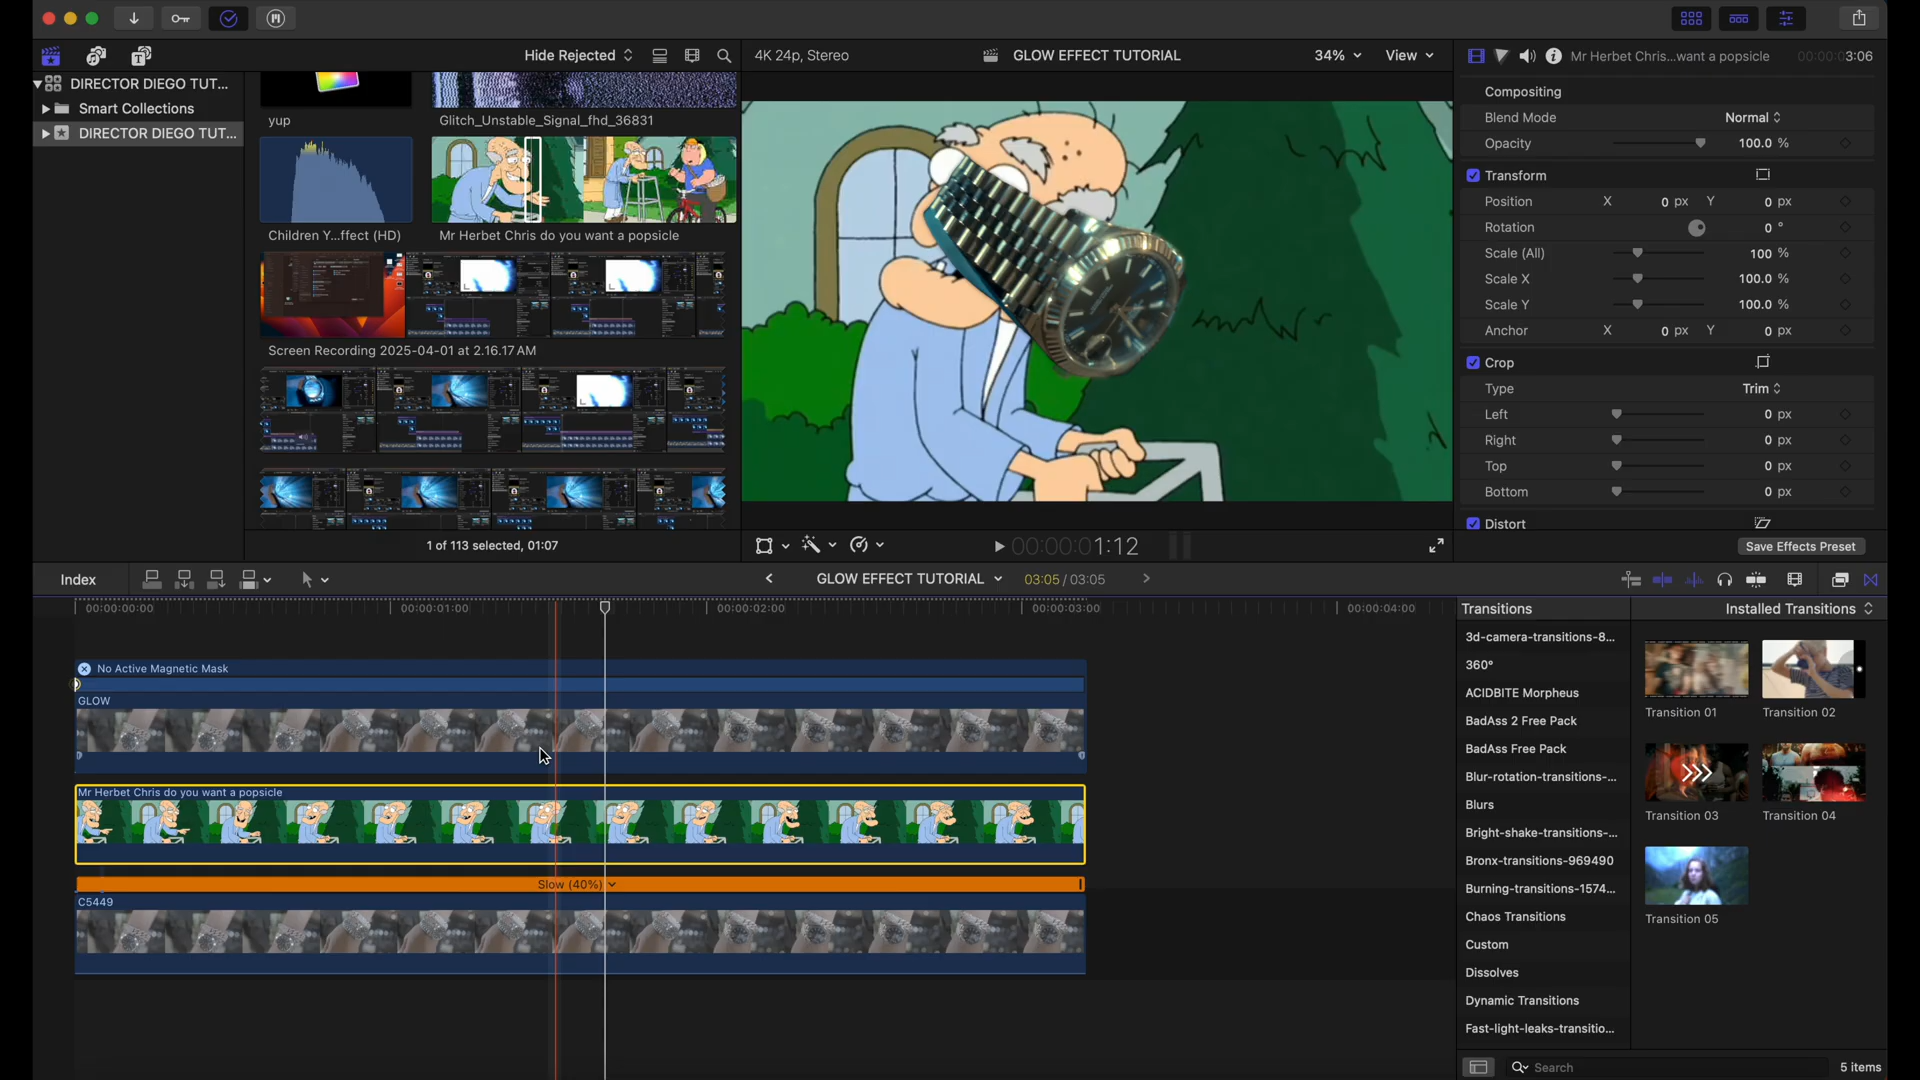 Hide Rejected
4K 24p, Stereo
GLOW EFFECT TUTORIAL
34%
View
Mr Herbet Chris...want a popsicle
00:00:03:06
DIRECTOR DIEGO TUT...
Smart Collections
DIRECTOR DIEGO TUT...
yup
Glitch_Unstable_Signal_fhd_36831
Children Y...ffect (HD)
Mr Herbet Chris do you want a popsicle
Screen Recording 2025-04-01 at 2.16.17 AM
1 of 113 selected, 01:07
Compositing
Blend Mode
Normal
Opacity
100.0 %
Transform
Position
X
0 px
Y
0 px
Rotation
0 °
Scale (All)
100 %
Scale X
100.0 %
Scale Y
100.0 %
Anchor
X
0 px
Y
0 px
Crop
Type
Trim
Left
0 px
Right
0 px
Top
0 px
Bottom
0 px
Distort
Save Effects Preset
00:00:01:12
Index
GLOW EFFECT TUTORIAL
03:05 / 03:05
00:00:00:00
00:00:01:00
00:00:02:00
00:00:03:00
00:00:04:00
No Active Magnetic Mask
GLOW
Mr Herbet Chris do you want a popsicle
Slow (40%)
C5449
Transitions
Installed Transitions
3d-camera-transitions-8...
360°
ACIDBITE Morpheus
BadAss 2 Free Pack
BadAss Free Pack
Blur-rotation-transitions-...
Blurs
Bright-shake-transitions-...
Bronx-transitions-969490
Burning-transitions-1574...
Chaos Transitions
Custom
Dissolves
Dynamic Transitions
Fast-light-leaks-transitio...
Transition 01
Transition 02
Transition 03
Transition 04
Transition 05
Search
5 items